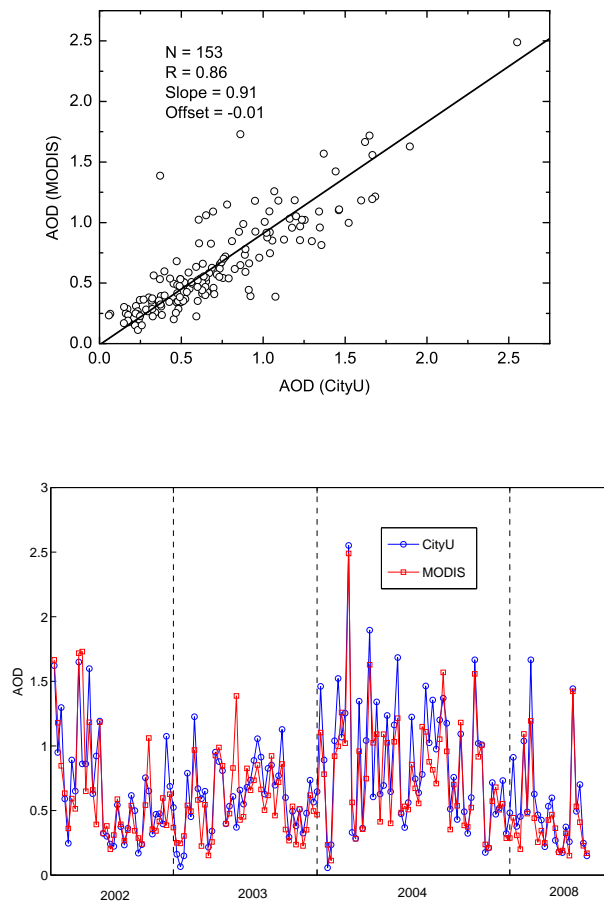 2.5
2.0
1.5
1.0
0.5
0.0
AOD (MODIS)
N = 153
R = 0.86
Slope = 0.91
Offset = -0.01
0.0 0.5 1.0 1.5 2.0 2.5
AOD (CityU)
3
2.5
2
1.5
1
0.5
0
AOD
CityU
MODIS
2002 2003 2004 2008